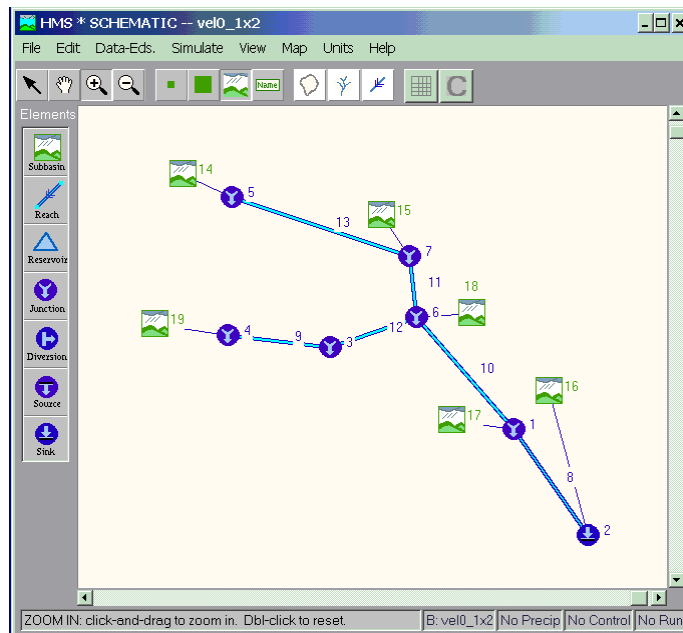 HMS * SCHEMATIC -- vel0_1x2
File Edit Data-Eds. Simulate View Map Units Help
Name
C
Elements
Subbasin
Reach
Reservoir
Junction
Diversion
Source
Sink
14
5
15
13
7
11
18
6
19
4
9
3
12
10
16
17
1
8
2
ZOOM IN: click-and-drag to zoom in. Dbl-click to reset.
B: vel0_1x2
No Precip
No Control
No Run